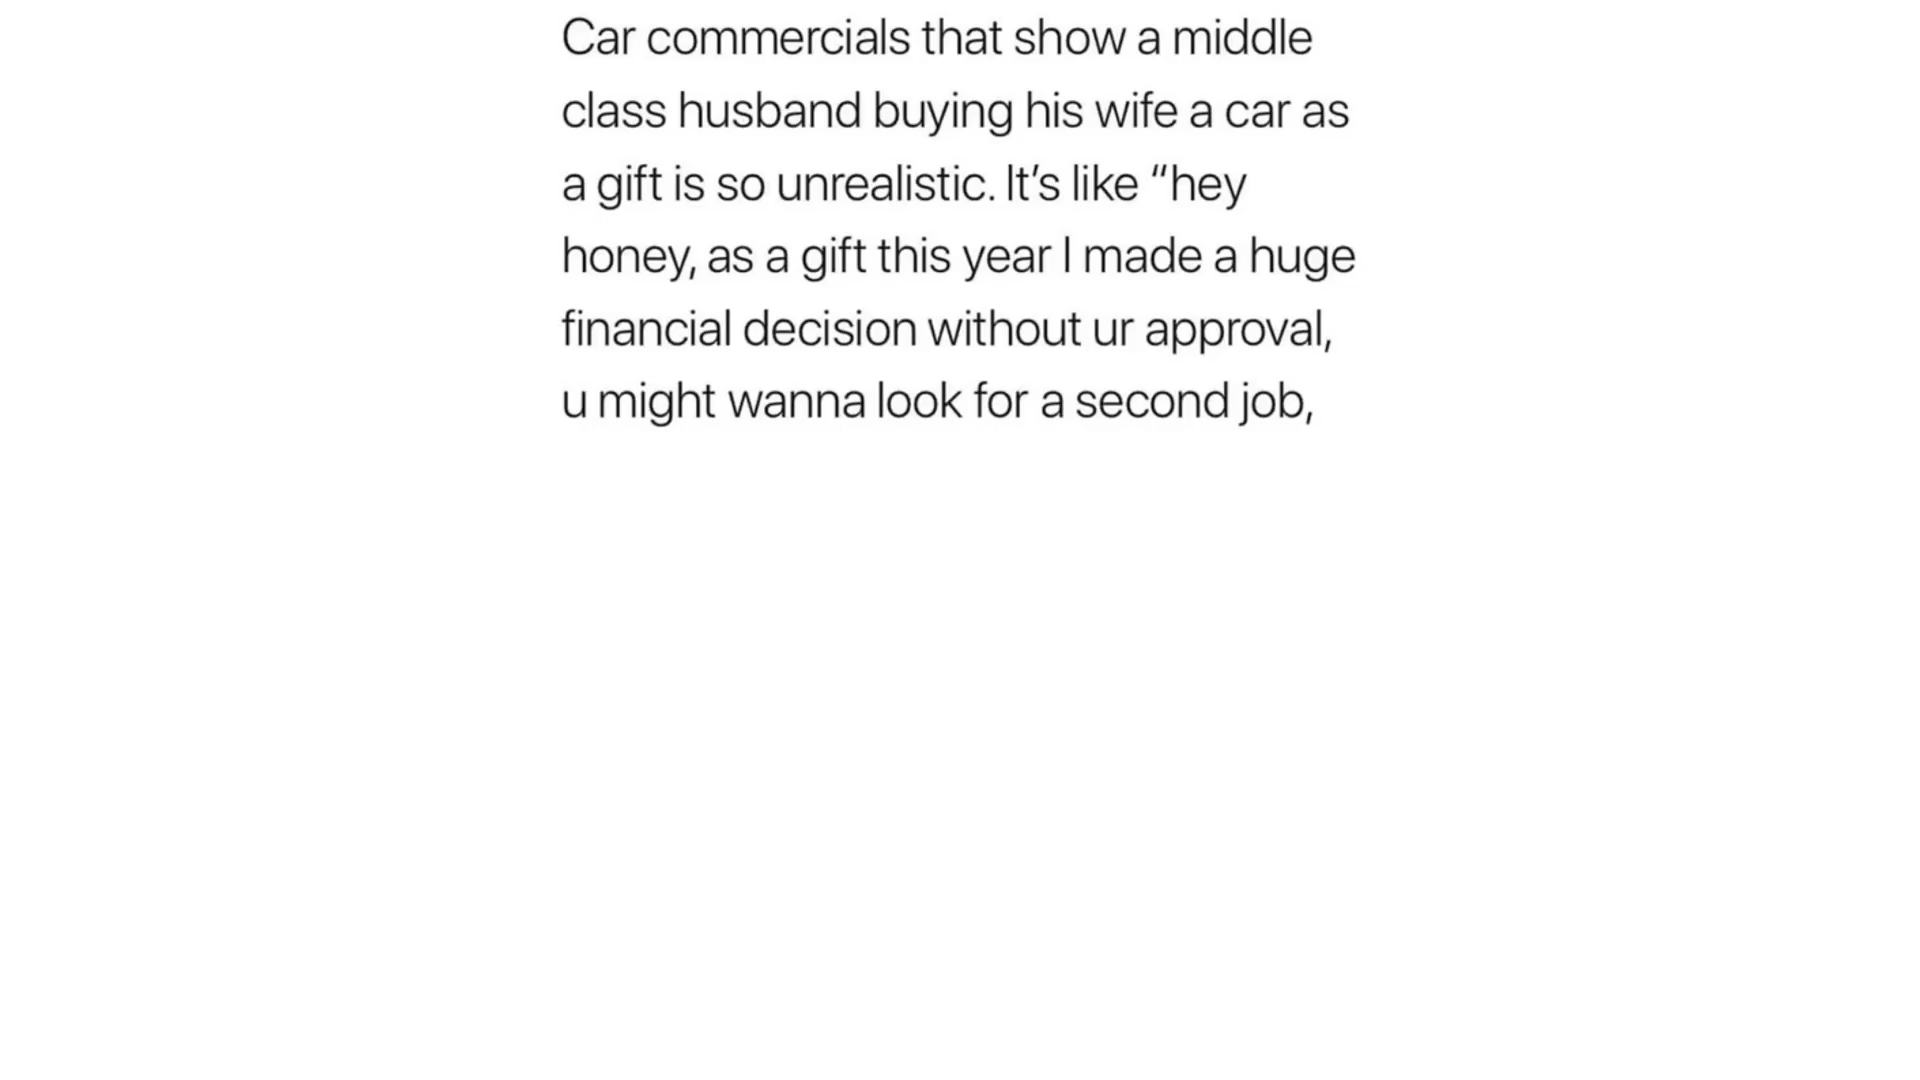 Car commercials that show a middle
class husband buying his wife a car as
a gift is so unrealistic. It’s like “hey
honey, as a gift this year I made a huge
financial decision without ur approval,
u might wanna look for a second job,